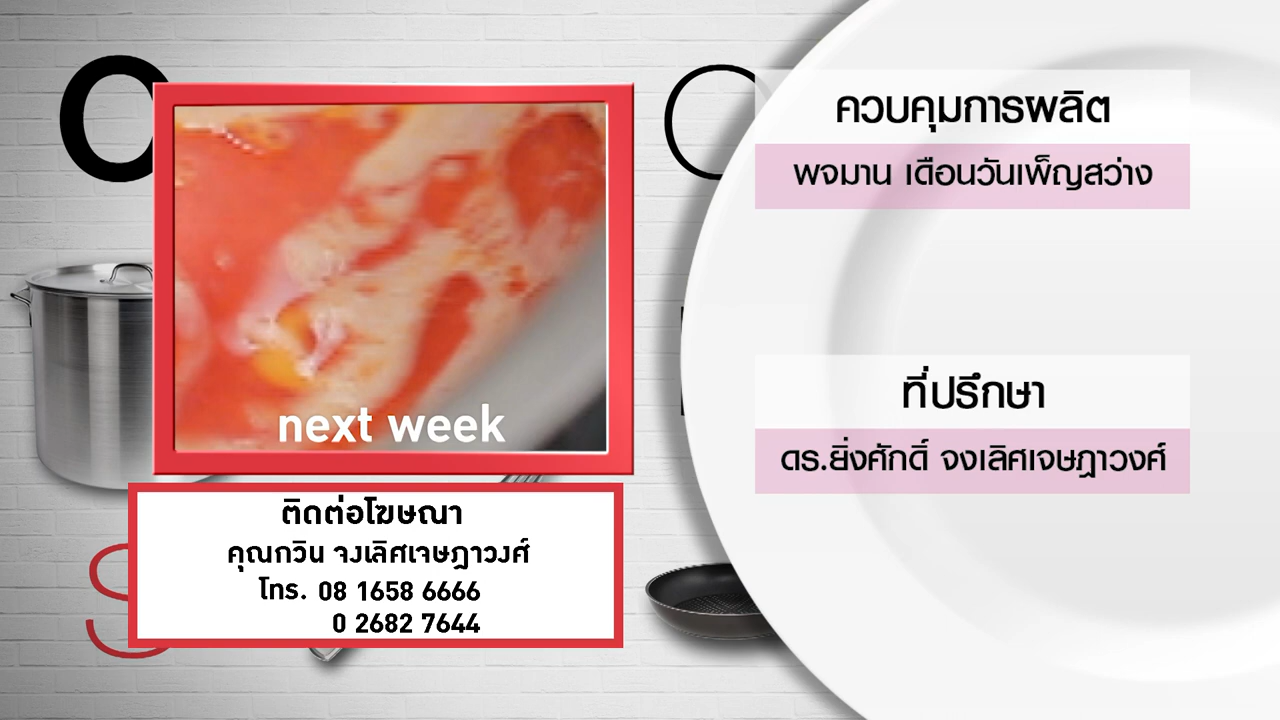 next week
ติดต่อโฆษณา
คุณกวิน จงเลิศเจษฎาวงศ์
โทร. 08 1658 6666
0 2682 7644
ควบคุมการผลิต
พจมาน เดือนวันเพ็ญสว่าง
ที่ปรึกษา
ดร.ยิ่งศักดิ์ จงเลิศเจษฎาวงศ์